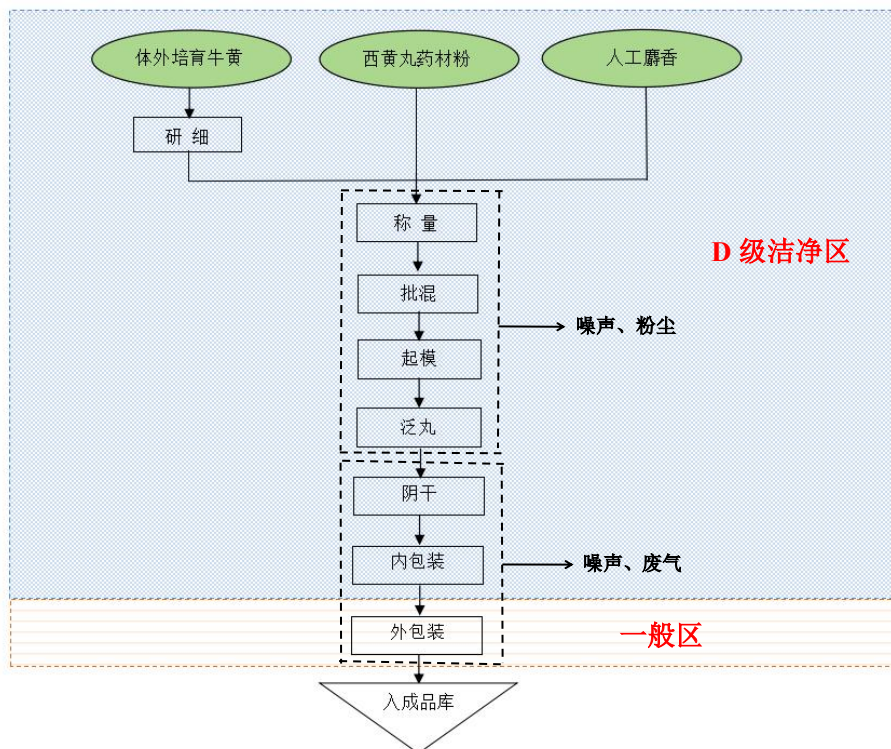 体外培育牛黄
西黄丸药材粉
人工麝香
研 细
称 量
D 级洁净区
批混
噪声、粉尘
起模
泛丸
阴干
内包装
噪声、废气
外包装
一般区
入成品库